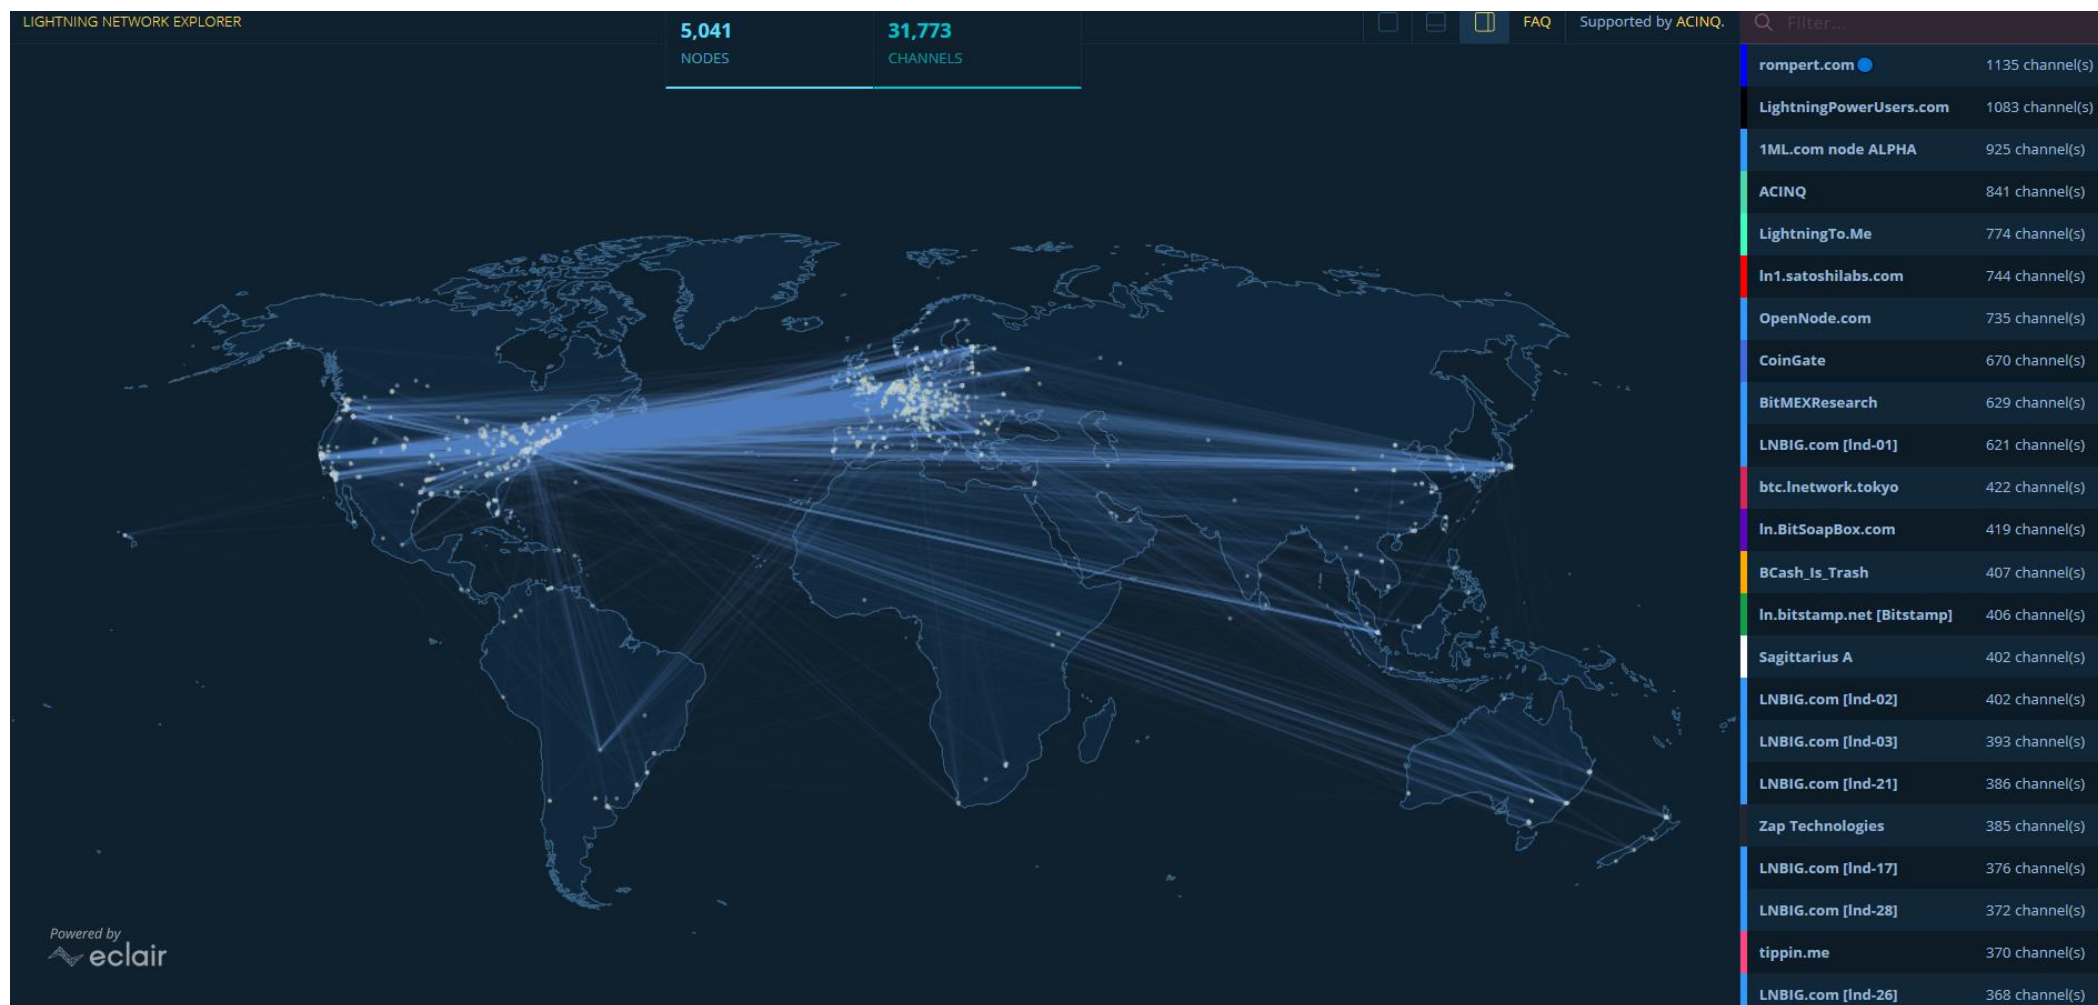 LIGHTNING NETWORK EXPLORER
5,041
NODES
31,773
CHANNELS
FAQ
Supported by ACINQ.
Filter...
rompert.com 1135 channel(s)
LightningPowerUsers.com 1083 channel(s)
1ML.com node ALPHA 925 channel(s)
ACINQ 841 channel(s)
LightningTo.Me 774 channel(s)
ln1.satoshilabs.com 744 channel(s)
OpenNode.com 735 channel(s)
CoinGate 670 channel(s)
BitMEXResearch 629 channel(s)
LNBIG.com [lnd-01] 621 channel(s)
btc.lnetwork.tokyo 422 channel(s)
ln.BitSoapBox.com 419 channel(s)
BCash_Is_Trash 407 channel(s)
ln.bitstamp.net [Bitstamp] 406 channel(s)
Sagittarius A 402 channel(s)
LNBIG.com [lnd-02] 402 channel(s)
LNBIG.com [lnd-03] 393 channel(s)
LNBIG.com [lnd-21] 386 channel(s)
Zap Technologies 385 channel(s)
LNBIG.com [lnd-17] 376 channel(s)
LNBIG.com [lnd-28] 372 channel(s)
tippin.me 370 channel(s)
LNBIG.com [lnd-26] 368 channel(s)
Powered by
eclair